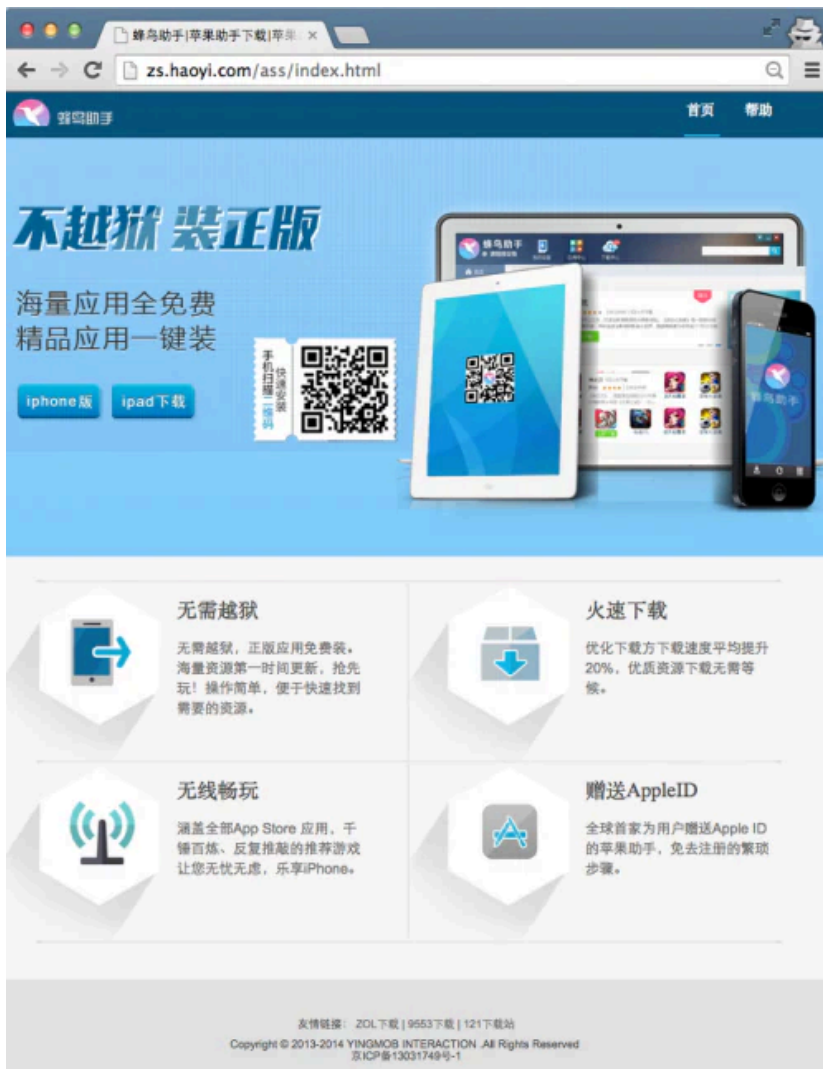 蜂鸟助手|苹果助手下载|苹果
zs.haoyi.com/ass/index.html
蜂鸟助手
首页
帮助
不越狱 装正版
海量应用全免费
精品应用一键装
iphone版
ipad下载
手机扫描二维码
快速安装
蜂鸟助手
蜂鸟助手
无需越狱
无需越狱，正版应用免费装。
海量资源第一时间更新，抢先
玩！操作简单，便于快速找到
需要的资源。
火速下载
优化下载方下载速度平均提升
20%，优质资源下载无需等
候。
无线畅玩
涵盖全部App Store 应用，千
锤百炼、反复推敲的推荐游戏
让您无忧无虑，乐享iPhone。
赠送AppleID
全球首家为用户赠送Apple ID
的苹果助手，免去注册的繁琐
步骤。
友情链接： ZOL下载 | 9553下载 | 121下载站
Copyright © 2013-2014 YINGMOB INTERACTION .All Rights Reserved
京ICP备13031749号-1